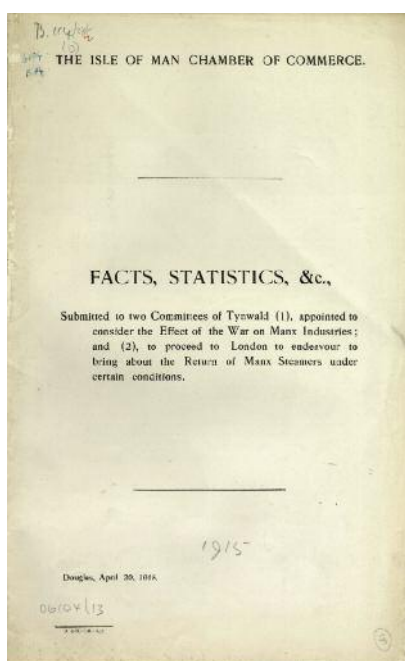 THE ISLE OF MAN CHAMBER OF COMMERCE.
FACTS, STATISTICS, &c.,
Submitted to two Committees of Tynwald (1), appointed to
consider the Effect of the War on Manx Industries;
and (2), to proceed to London to endeavour to
bring about the Return of Manx Steamers under
certain conditions.
1915
Douglas, April 20,
06/04/13
3